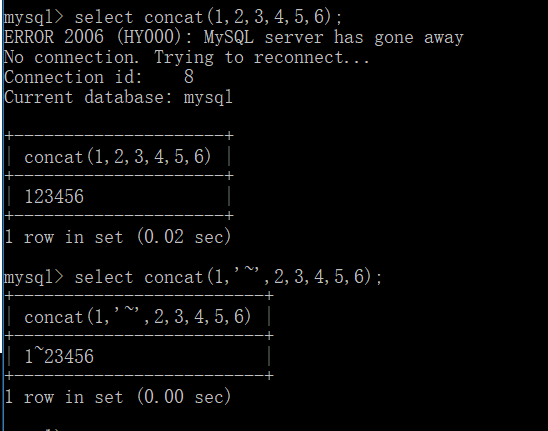 mysql> select concat(1,2,3,4,5,6);
ERROR 2006 (HY000): MySQL server has gone away
No connection. Trying to reconnect...
Connection id:    8
Current database: mysql
+---------------------+
| concat(1,2,3,4,5,6) |
+---------------------+
| 123456              |
+---------------------+
1 row in set (0.02 sec)
mysql> select concat(1,'~',2,3,4,5,6);
+-------------------------+
| concat(1,'~',2,3,4,5,6) |
+-------------------------+
| 1~23456                 |
+-------------------------+
1 row in set (0.00 sec)